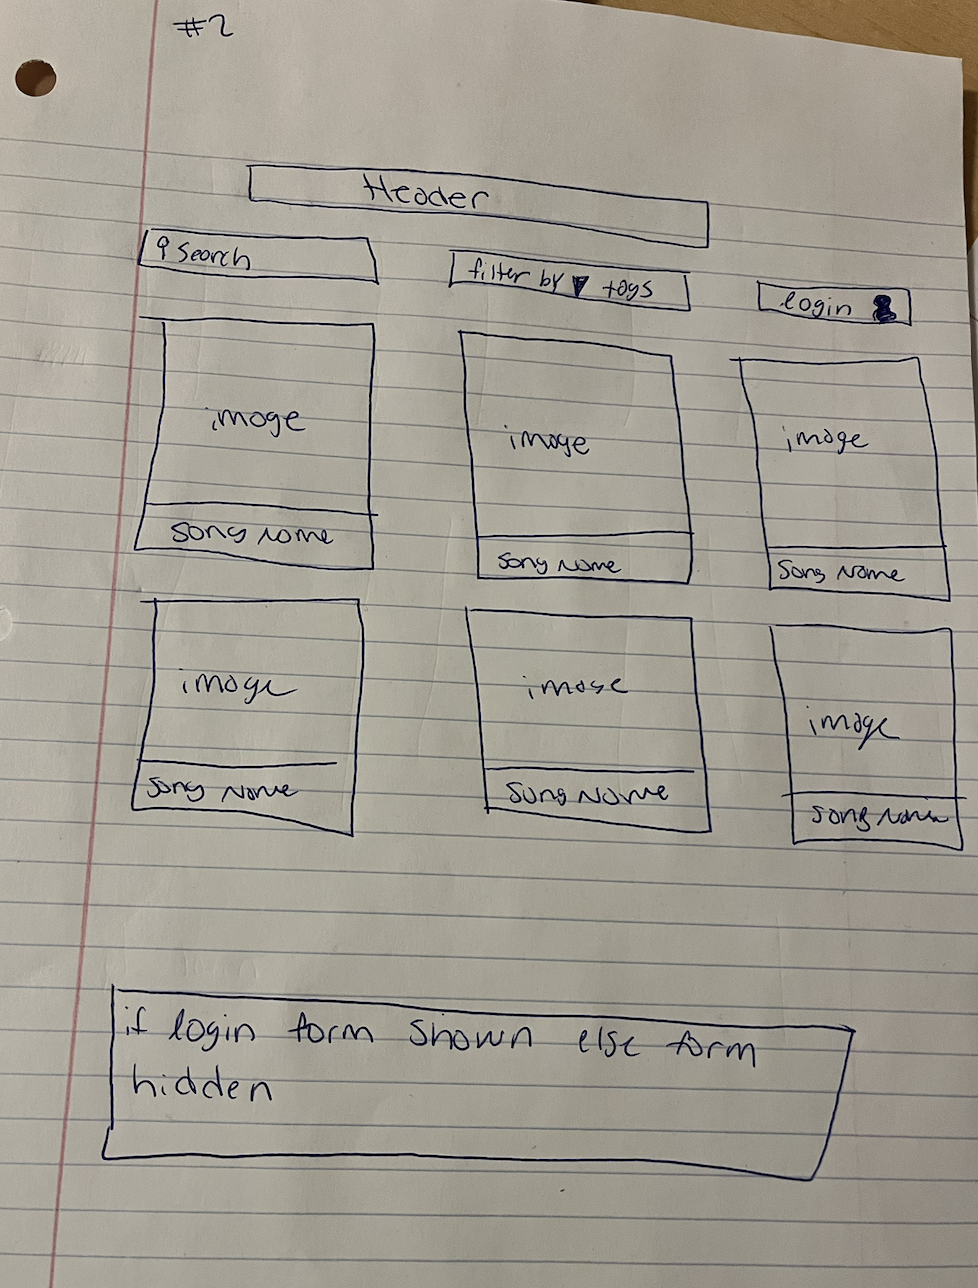 #2
Header
Search
filter by ▼ tags
login
image
image
image
song name
song name
song name
image
image
image
song name
song name
song name
if login form shown else form
hidden